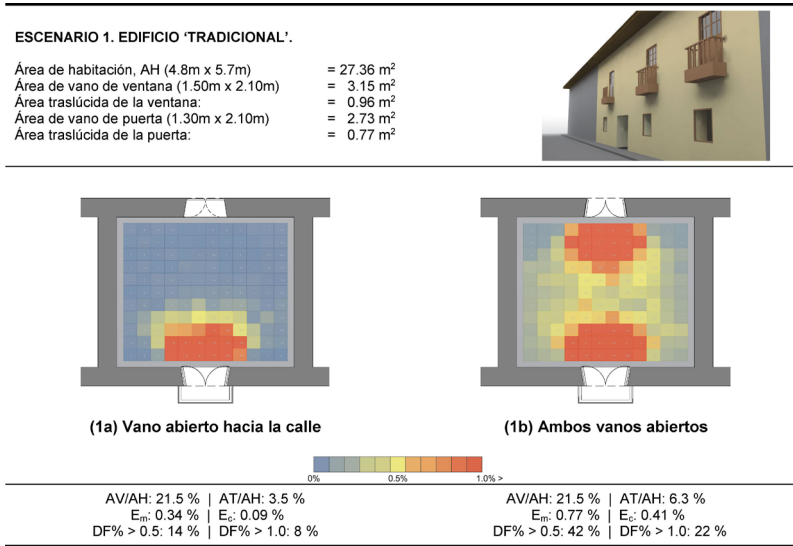 ESCENARIO 1. EDIFICIO ‘TRADICIONAL’.
Área de habitación, AH (4.8m x 5.7m) = 27.36 m²
Área de vano de ventana (1.50m x 2.10m) = 3.15 m²
Área traslúcida de la ventana: = 0.96 m²
Área de vano de puerta (1.30m x 2.10m) = 2.73 m²
Área traslúcida de la puerta: = 0.77 m²
(1a) Vano abierto hacia la calle
(1b) Ambos vanos abiertos
0% 0.5% 1.0% >
AV/AH: 21.5 % | AT/AH: 3.5 %
Em: 0.34 % | Ec: 0.09 %
DF% > 0.5: 14 % | DF% > 1.0: 8 %
AV/AH: 21.5 % | AT/AH: 6.3 %
Em: 0.77 % | Ec: 0.41 %
DF% > 0.5: 42 % | DF% > 1.0: 22 %